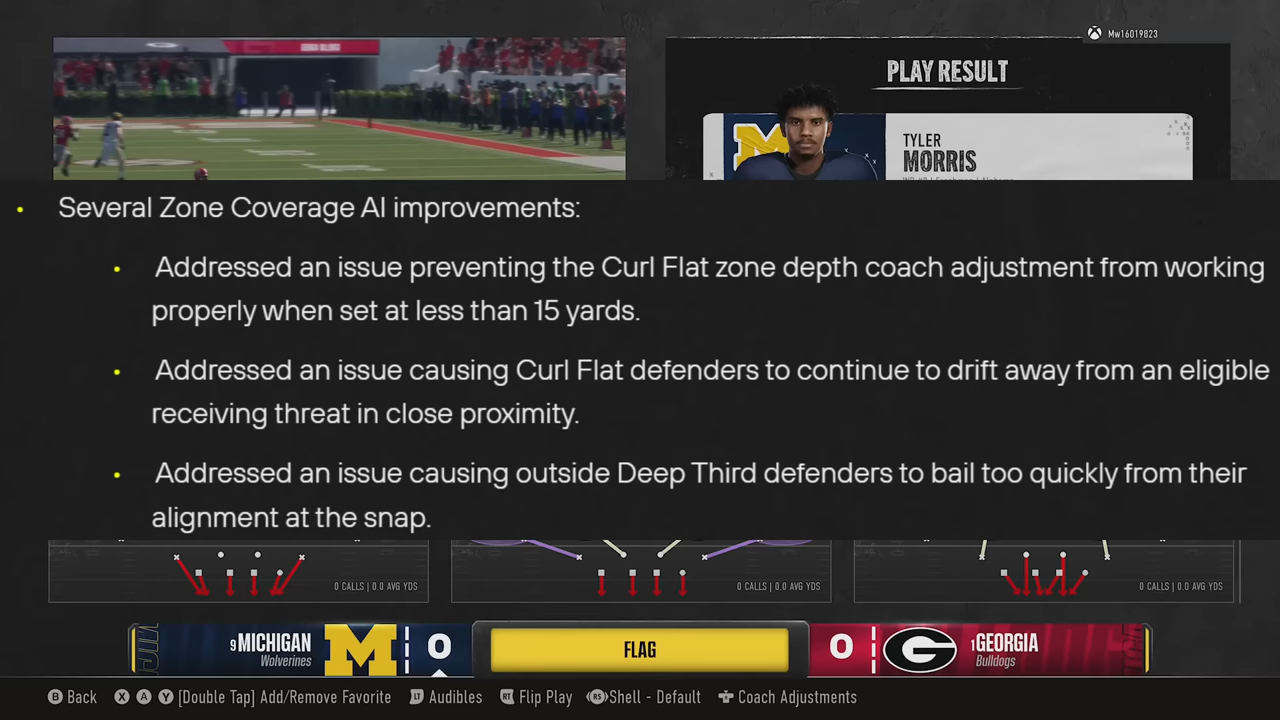 Mw16019823
PLAY RESULT
TYLER
MORRIS
• Several Zone Coverage AI improvements:
• Addressed an issue preventing the Curl Flat zone depth coach adjustment from working
properly when set at less than 15 yards.
• Addressed an issue causing Curl Flat defenders to continue to drift away from an eligible
receiving threat in close proximity.
• Addressed an issue causing outside Deep Third defenders to bail too quickly from their
alignment at the snap.
0 CALLS | 0.0 AVG YDS
0 CALLS | 0.0 AVG YDS
0 CALLS | 0.0 AVG YDS
9 MICHIGAN
Wolverines
M
0
FLAG
0
G
1 GEORGIA
Bulldogs
B Back
X A Y [Double Tap] Add/Remove Favorite
LT Audibles
RT Flip Play
RS Shell - Default
Coach Adjustments